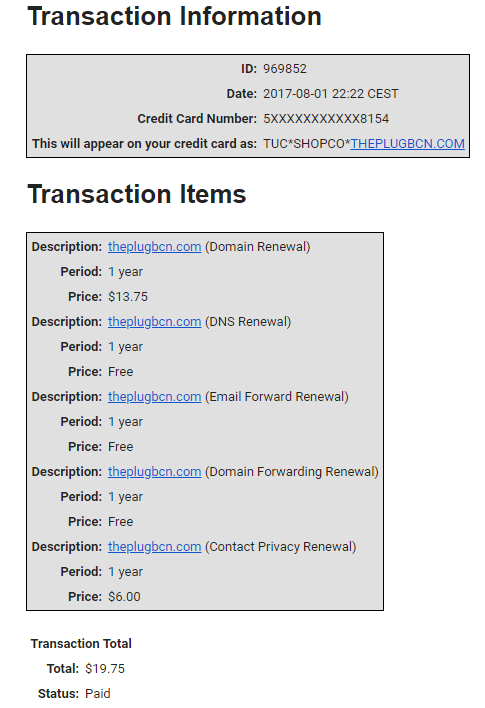 Transaction Information
ID: 969852
Date: 2017-08-01 22:22 CEST
Credit Card Number: 5XXXXXXXXXXX8154
This will appear on your credit card as: TUC*SHOPCO*THEPLUGBCN.COM
Transaction Items
Description: theplugbcn.com (Domain Renewal)
Period: 1 year
Price: $13.75
Description: theplugbcn.com (DNS Renewal)
Period: 1 year
Price: Free
Description: theplugbcn.com (Email Forward Renewal)
Period: 1 year
Price: Free
Description: theplugbcn.com (Domain Forwarding Renewal)
Period: 1 year
Price: Free
Description: theplugbcn.com (Contact Privacy Renewal)
Period: 1 year
Price: $6.00
Transaction Total
Total: $19.75
Status: Paid